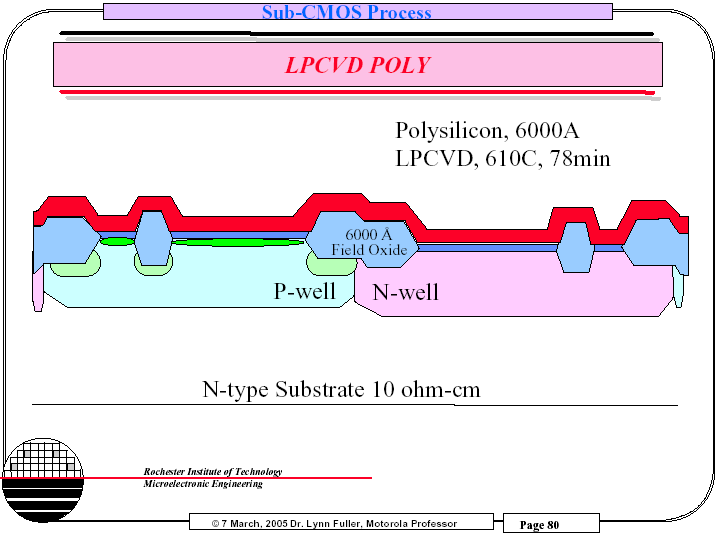 Sub-CMOS Process
LPCVD POLY
Polysilicon, 6000A
LPCVD, 610C, 78min
6000 Å
Field Oxide
P-well
N-well
N-type Substrate 10 ohm-cm
Rochester Institute of Technology
Microelectronic Engineering
© 7 March, 2005 Dr. Lynn Fuller, Motorola Professor
Page 80